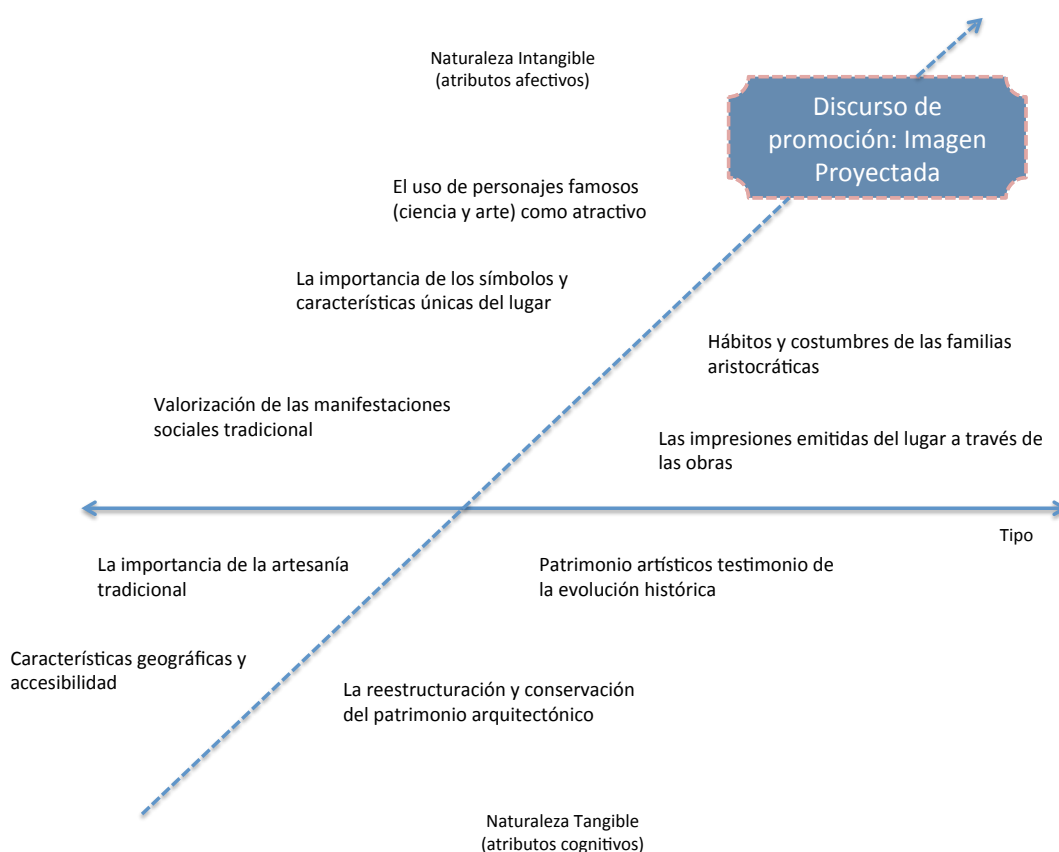 Naturaleza Intangible
(atributos afectivos)
Discurso de
promoción: Imagen
Proyectada
El uso de personajes famosos
(ciencia y arte) como atractivo
La importancia de los símbolos y
características únicas del lugar
Hábitos y costumbres de las familias
aristocráticas
Valorización de las manifestaciones
sociales tradicional
Las impresiones emitidas del lugar a través de
las obras
Tipo
La importancia de la artesanía
tradicional
Patrimonio artísticos testimonio de
la evolución histórica
Características geográficas y
accesibilidad
La reestructuración y conservación
del patrimonio arquitectónico
Naturaleza Tangible
(atributos cognitivos)